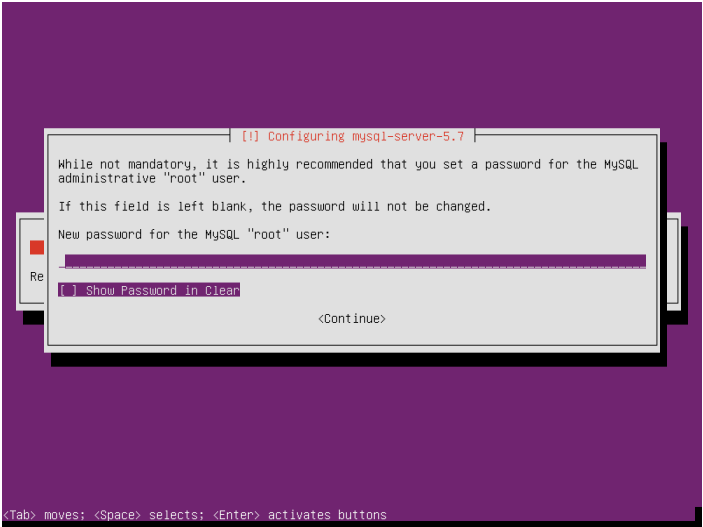 [!] Configuring mysql-server-5.7
While not mandatory, it is highly recommended that you set a password for the MySQL
administrative "root" user.
If this field is left blank, the password will not be changed.
New password for the MySQL "root" user:
[ ] Show Password in Clear
Re
<Continue>
<Tab> moves; <Space> selects; <Enter> activates buttons